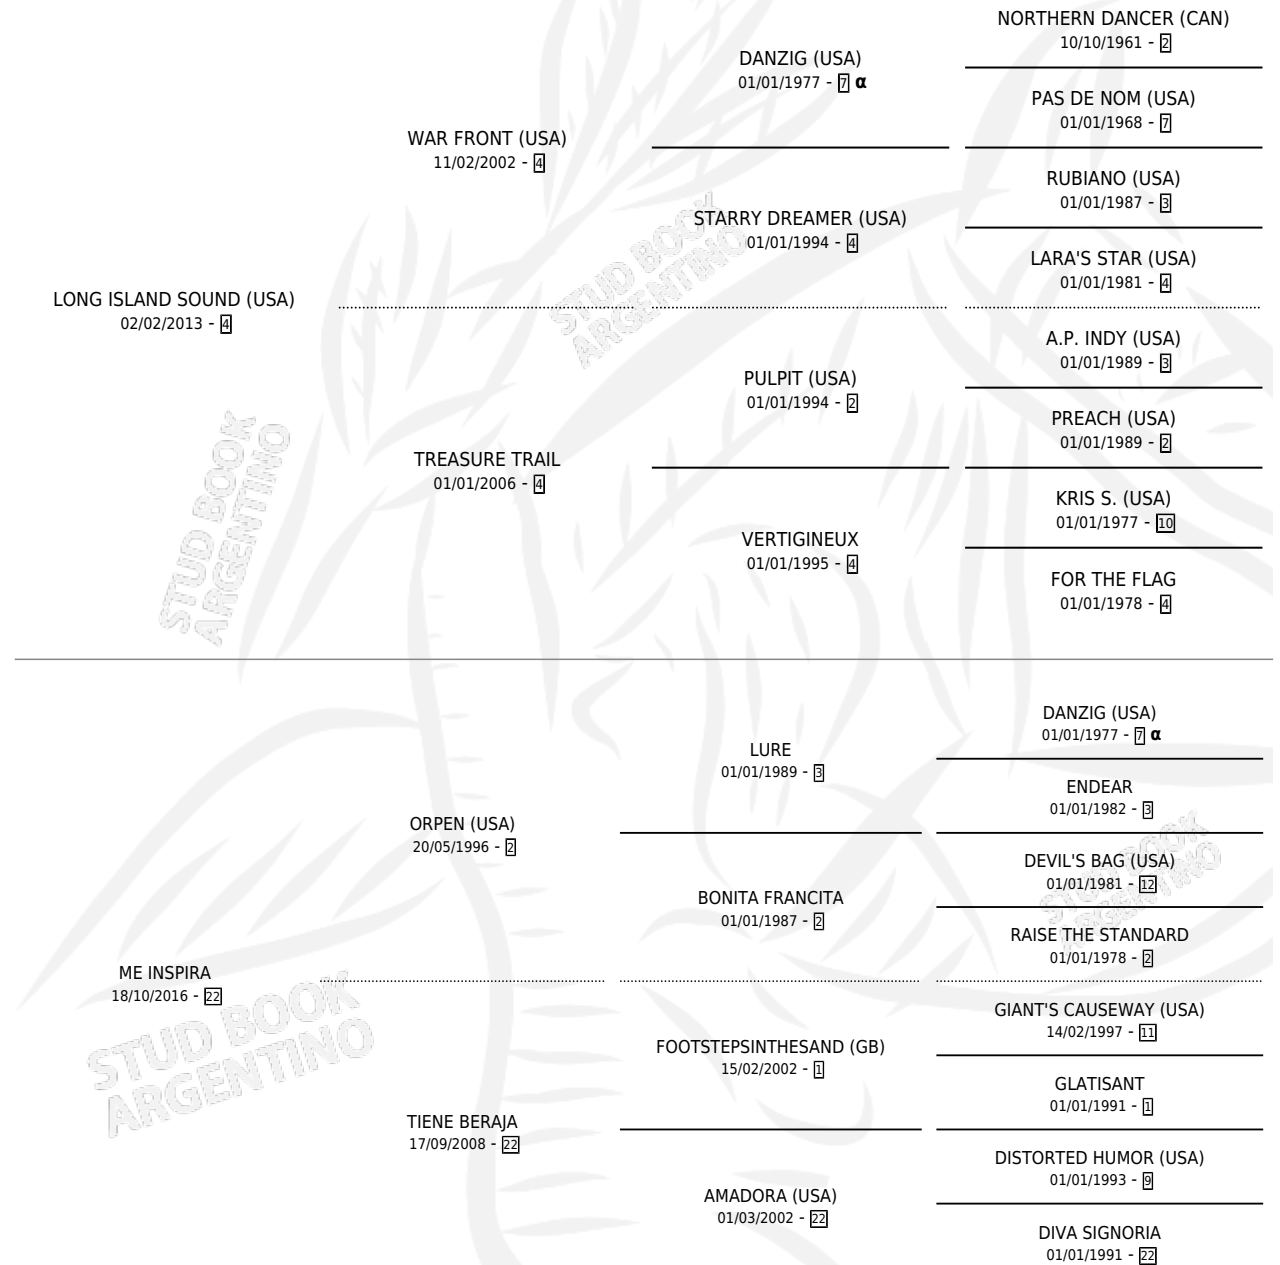 NORTHERN DANCER (CAN)
10/10/1961 - 2
DANZIG (USA)
01/01/1977 - 7 α
PAS DE NOM (USA)
01/01/1968 - 7
WAR FRONT (USA)
11/02/2002 - 4
RUBIANO (USA)
01/01/1987 - 3
STARRY DREAMER (USA)
01/01/1994 - 4
LARA'S STAR (USA)
01/01/1981 - 4
LONG ISLAND SOUND (USA)
02/02/2013 - 4
A.P. INDY (USA)
01/01/1989 - 3
PULPIT (USA)
01/01/1994 - 2
PREACH (USA)
01/01/1989 - 2
TREASURE TRAIL
01/01/2006 - 4
KRIS S. (USA)
01/01/1977 - 10
VERTIGINEUX
01/01/1995 - 4
FOR THE FLAG
01/01/1978 - 4
DANZIG (USA)
01/01/1977 - 7 α
LURE
01/01/1989 - 3
ENDEAR
01/01/1982 - 3
ORPEN (USA)
20/05/1996 - 2
DEVIL'S BAG (USA)
01/01/1981 - 12
BONITA FRANCITA
01/01/1987 - 2
RAISE THE STANDARD
01/01/1978 - 2
ME INSPIRA
18/10/2016 - 22
GIANT'S CAUSEWAY (USA)
14/02/1997 - 11
FOOTSTEPSINTHESAND (GB)
15/02/2002 - 1
GLATISANT
01/01/1991 - 1
TIENE BERAJA
17/09/2008 - 22
DISTORTED HUMOR (USA)
01/01/1993 - 9
AMADORA (USA)
01/03/2002 - 22
DIVA SIGNORIA
01/01/1991 - 22
STUD BOOK
ARGENTINO
STUD BOOK
ARGENTINO
STUD BOOK
ARGENTINO
STUD BOOK
ARGENTINO